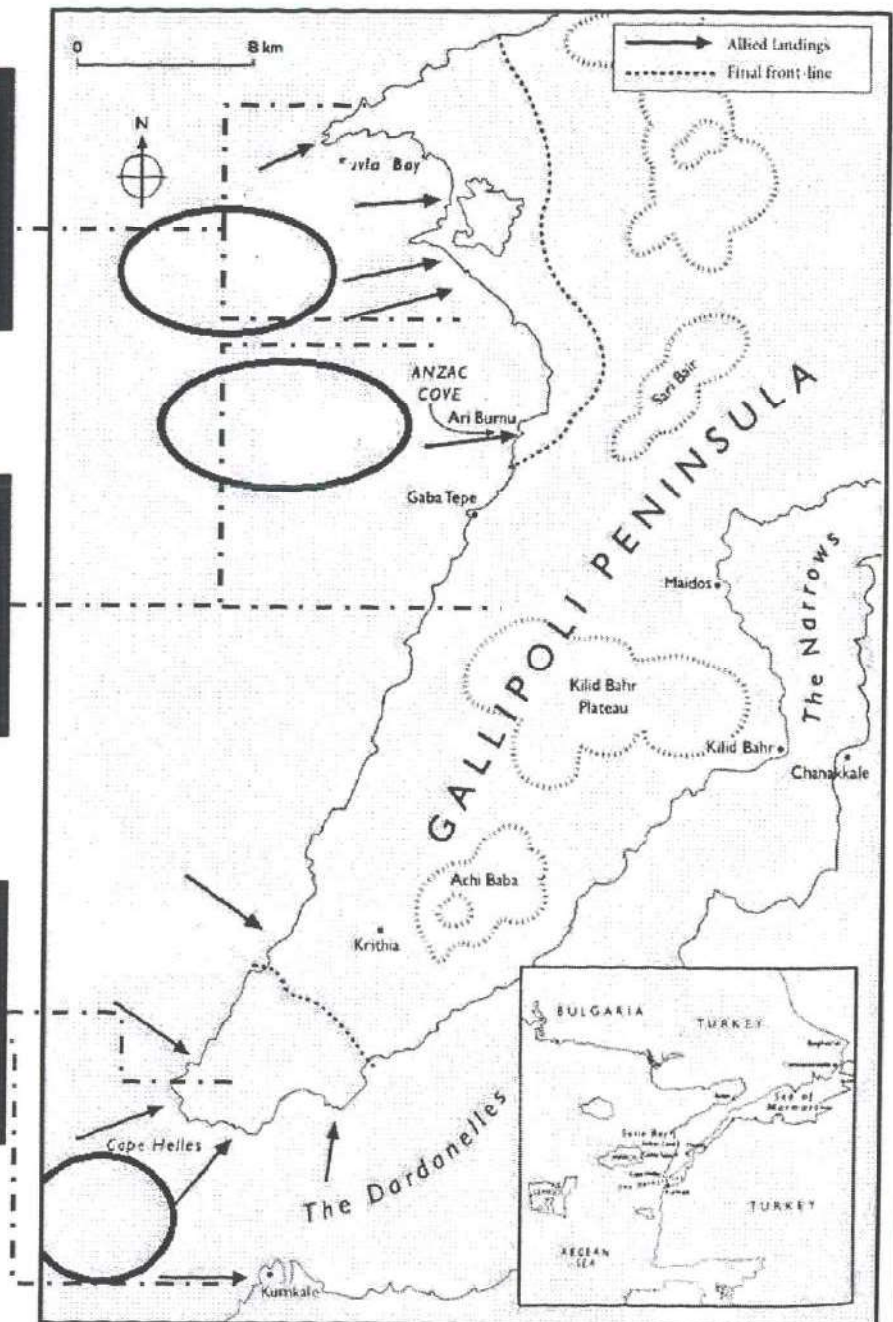 0 8 km
Allied landings
Final front-line
N
Bay
ANZAC
COVE
Ari Burnu
Sari Bair
Gaba Tepe
GALLIPOLI PENINSULA
Maidos
The Narrows
Kilid Bahr
Plateau
Kilid Bahr
Chanakkale
Achi Baba
Krithia
Cape Helles
The Dardanelles
Kumkale
BULGARIA
TURKEY
Sea of
Marmara
TURKEY
AEGEAN
SEA